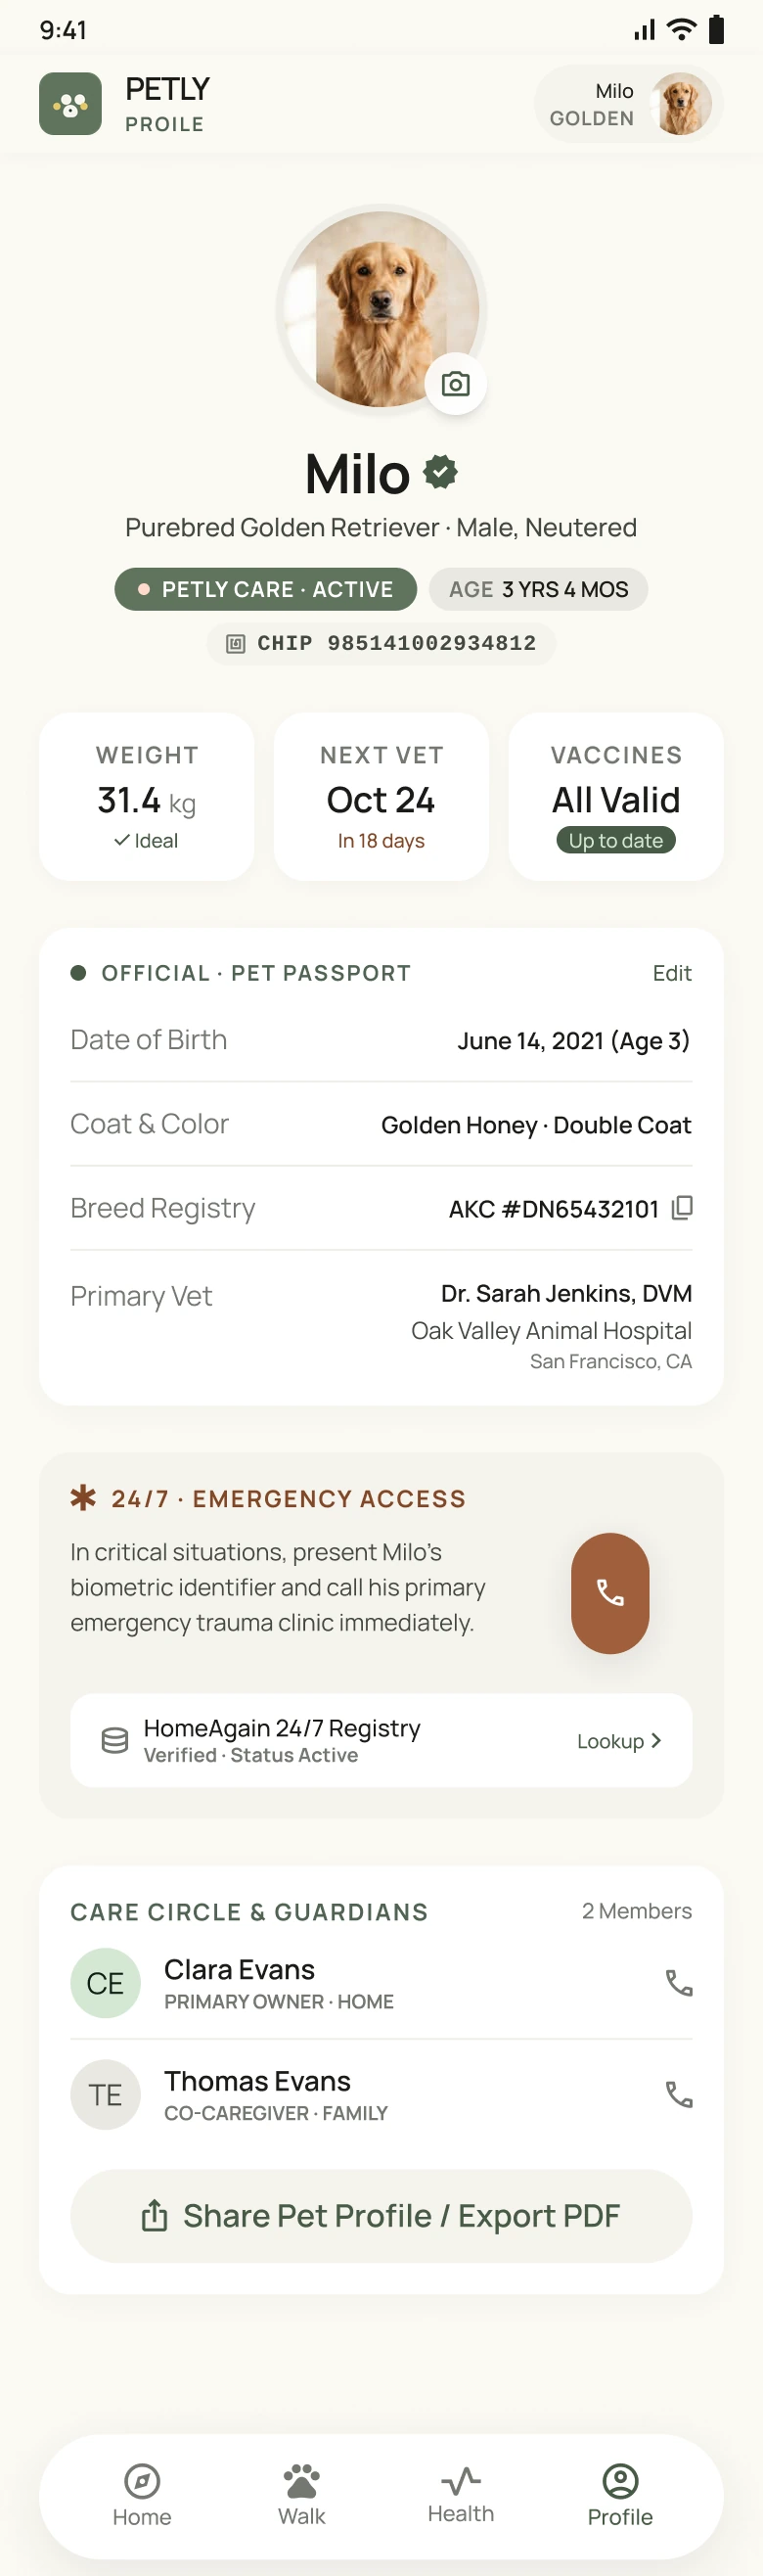 9:41
PETLY
PROILE
Milo
GOLDEN
Milo
Purebred Golden Retriever · Male, Neutered
PETLY CARE · ACTIVE
AGE 3 YRS 4 MOS
CHIP 985141002934812
WEIGHT
31.4 kg
Ideal
NEXT VET
Oct 24
In 18 days
VACCINES
All Valid
Up to date
OFFICIAL · PET PASSPORT
Edit
Date of Birth
June 14, 2021 (Age 3)
Coat & Color
Golden Honey · Double Coat
Breed Registry
AKC #DN65432101
Primary Vet
Dr. Sarah Jenkins, DVM
Oak Valley Animal Hospital
San Francisco, CA
24/7 · EMERGENCY ACCESS
In critical situations, present Milo’s
biometric identifier and call his primary
emergency trauma clinic immediately.
HomeAgain 24/7 Registry
Verified · Status Active
Lookup
CARE CIRCLE & GUARDIANS
2 Members
CE
Clara Evans
PRIMARY OWNER · HOME
TE
Thomas Evans
CO-CAREGIVER · FAMILY
Share Pet Profile / Export PDF
Home
Walk
Health
Profile